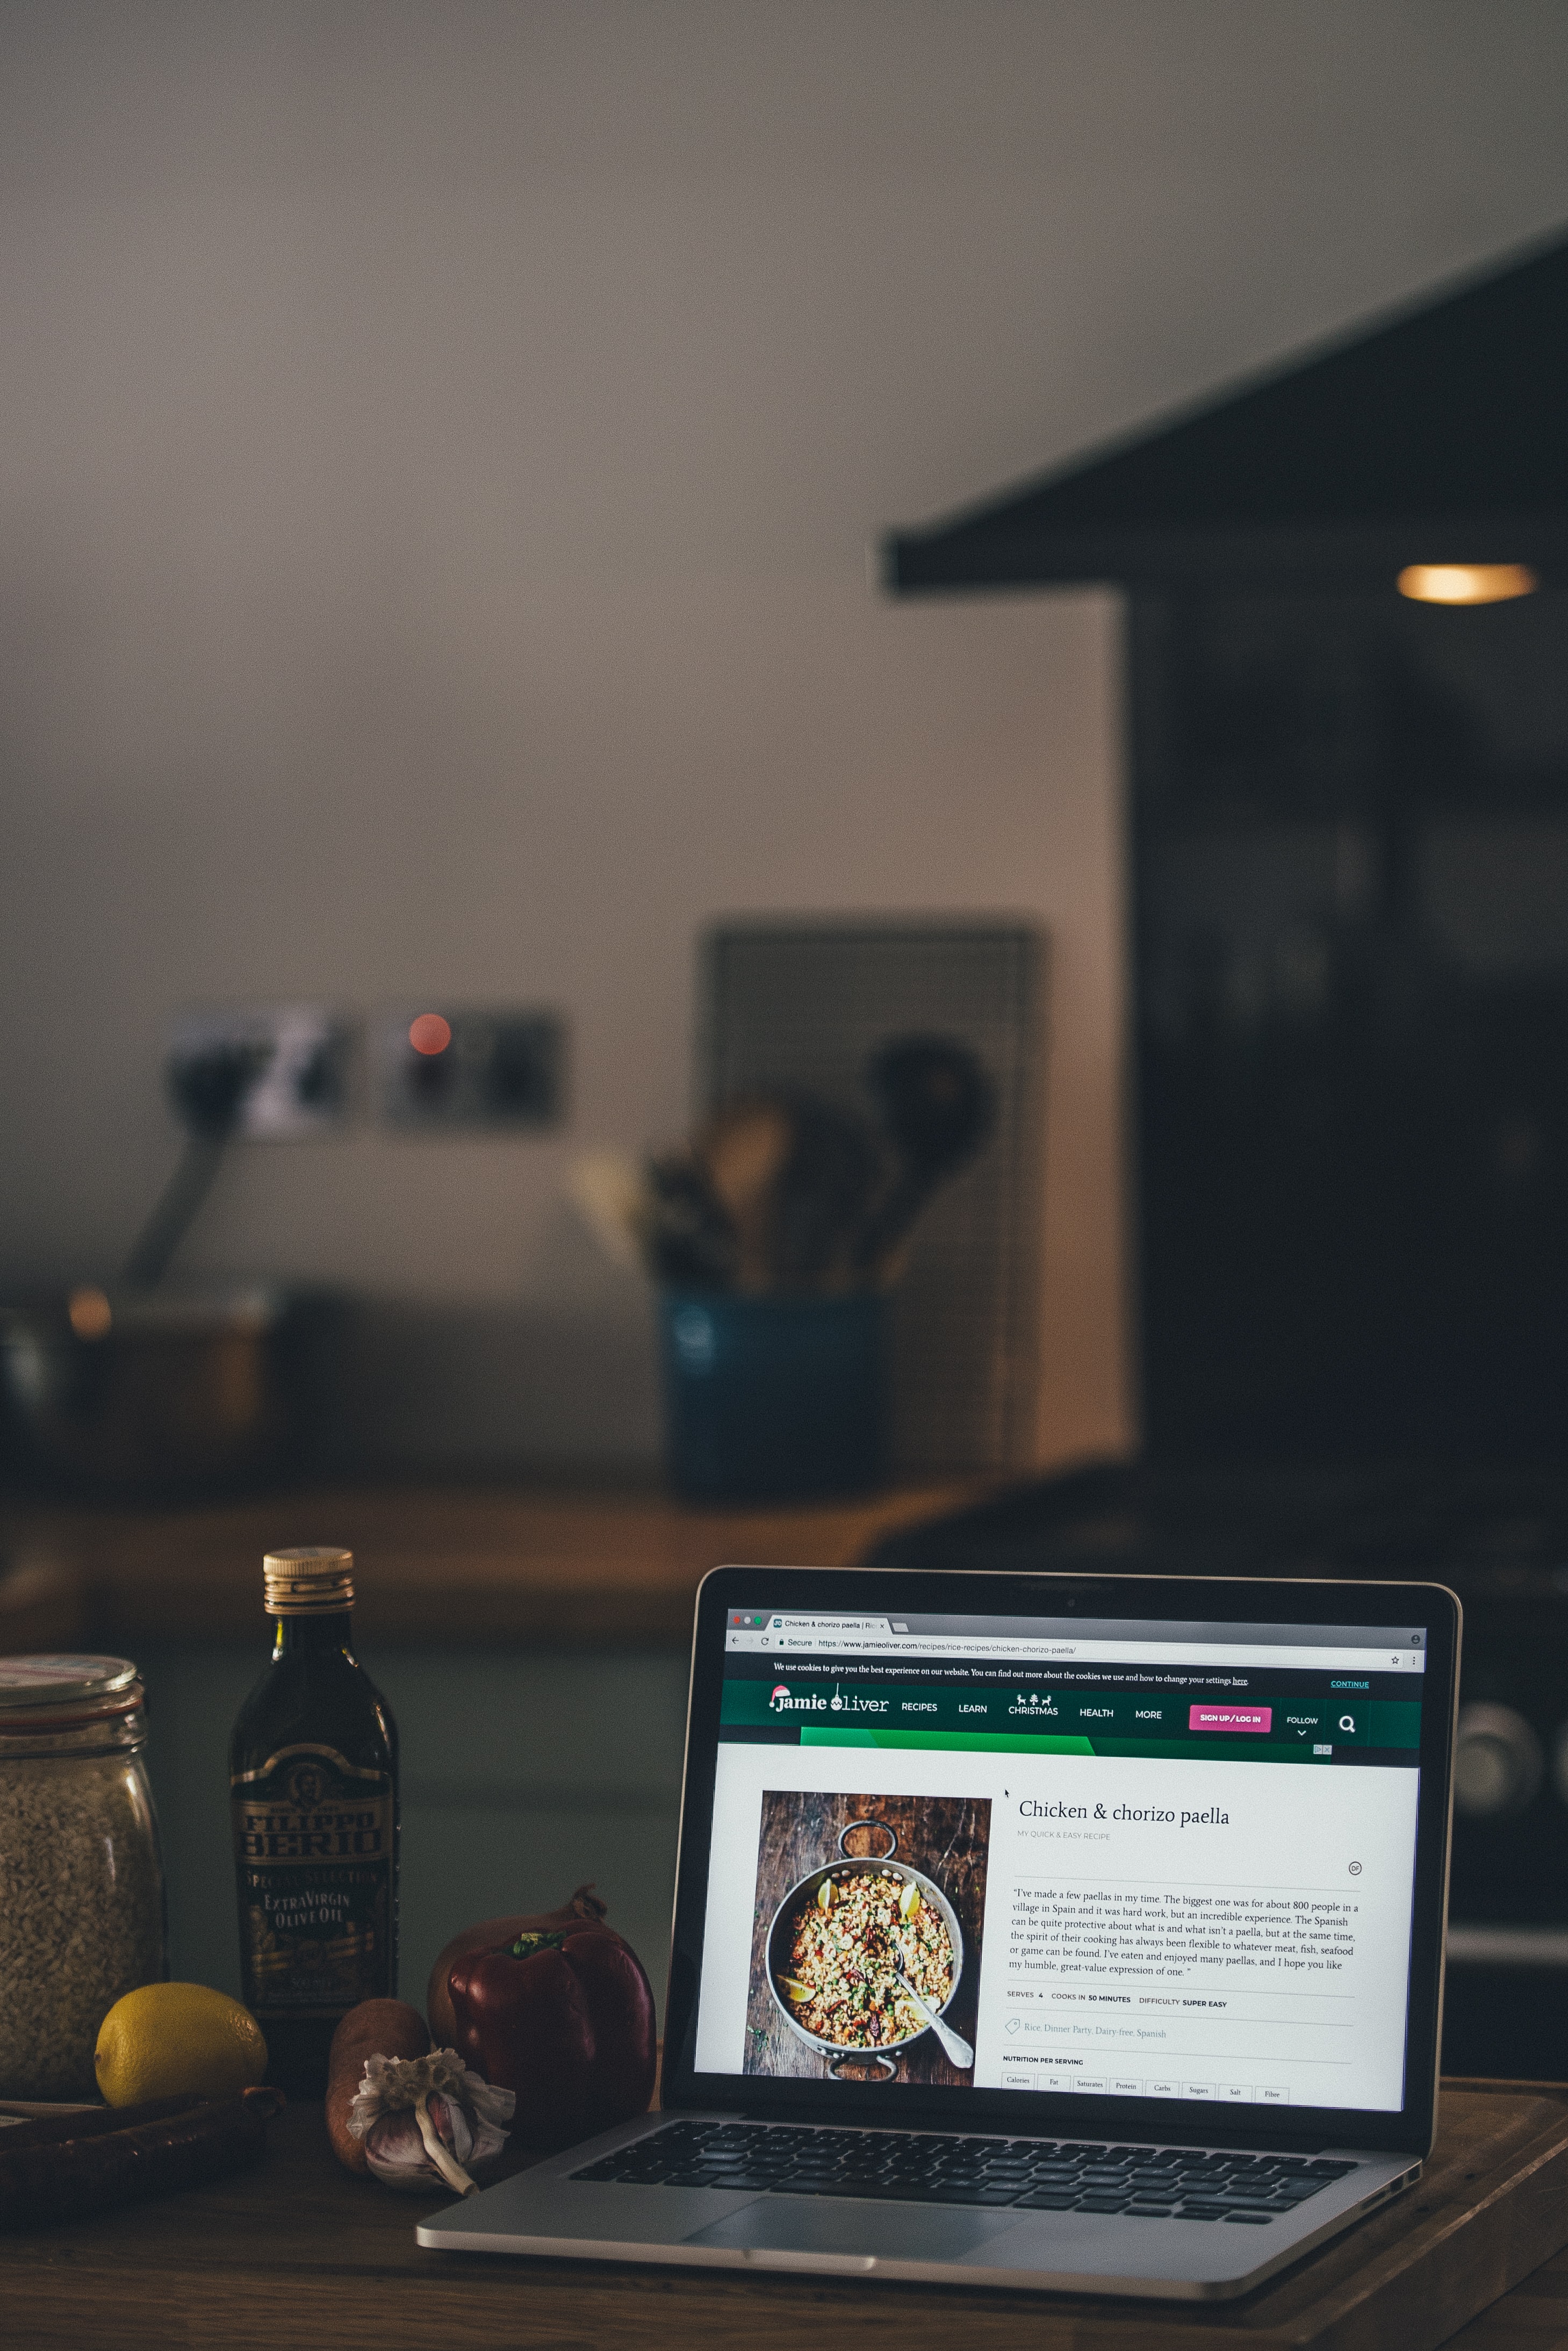 Chicken & chorizo paella | Ri
Secure https://www.jamieoliver.com/recipes/rice-recipes/chicken-chorizo-paella/
We use cookies to give you the best experience on our website. You can find out more about the cookies we use and how to change your settings here.
CONTINUE
jamie oliver
RECIPES LEARN CHRISTMAS HEALTH MORE SIGN UP/LOG IN FOLLOW
Chicken & chorizo paella
MY QUICK & EASY RECIPE
DF
"I've made a few paellas in my time. The biggest one was for about 800 people in a
village in Spain and it was hard work, but an incredible experience. The Spanish
can be quite protective about what is and what isn't a paella, but at the same time,
the spirit of their cooking has always been flexible to whatever meat, fish, seafood
or game can be found. I've eaten and enjoyed many paellas, and I hope you like
my humble, great-value expression of one. "
SERVES 4 COOKS IN 50 MINUTES DIFFICULTY SUPER EASY
Rice, Dinner Party, Dairy-free, Spanish
NUTRITION PER SERVING
Calories Fat Saturates Protein Carbs Sugars Salt Fibre
FILIPPO
BERIO
SPECIAL SELECTION
EXTRA VIRGIN
OLIVE OIL